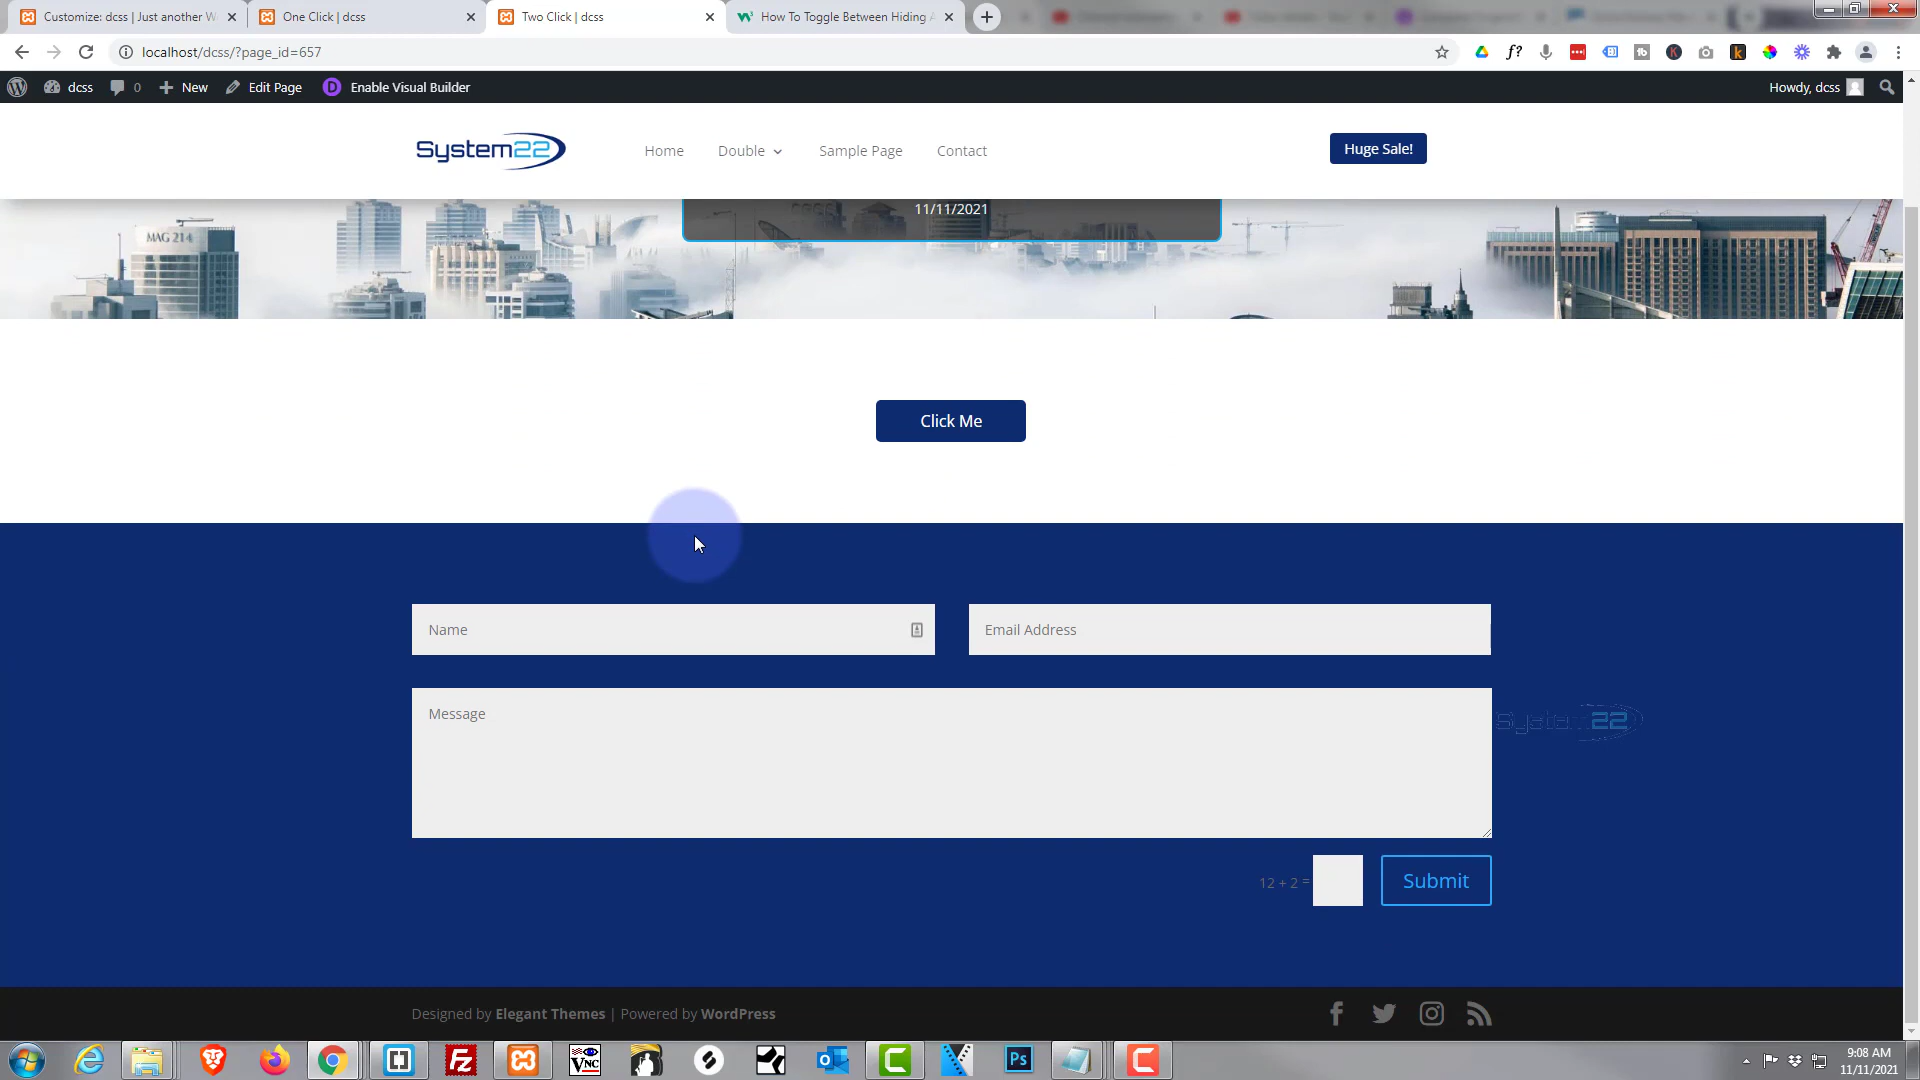 Customize: dcss | Just another W
One Click | dcss
Two Click | dcss
How To Toggle Between Hiding A
localhost/dcss/?page_id=657
dcss
0
New
Edit Page
Enable Visual Builder
Howdy, dcss
System22
Home
Double
Sample Page
Contact
Huge Sale!
11/11/2021
MAG 214
Click Me
Name
Email Address
Message
System22
12 + 2 =
Submit
Designed by Elegant Themes | Powered by WordPress
9:08 AM
11/11/2021